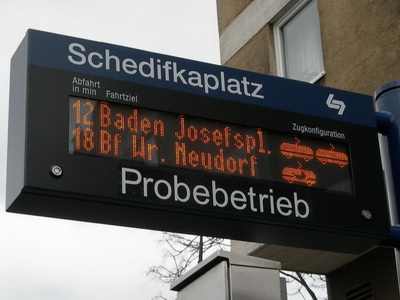 Schedifkaplatz
Abfahrt
in min Fahrtziel
Zugkonfiguration
12 Baden Josefspl.
18 Bf Wr. Neudorf
Probebetrieb